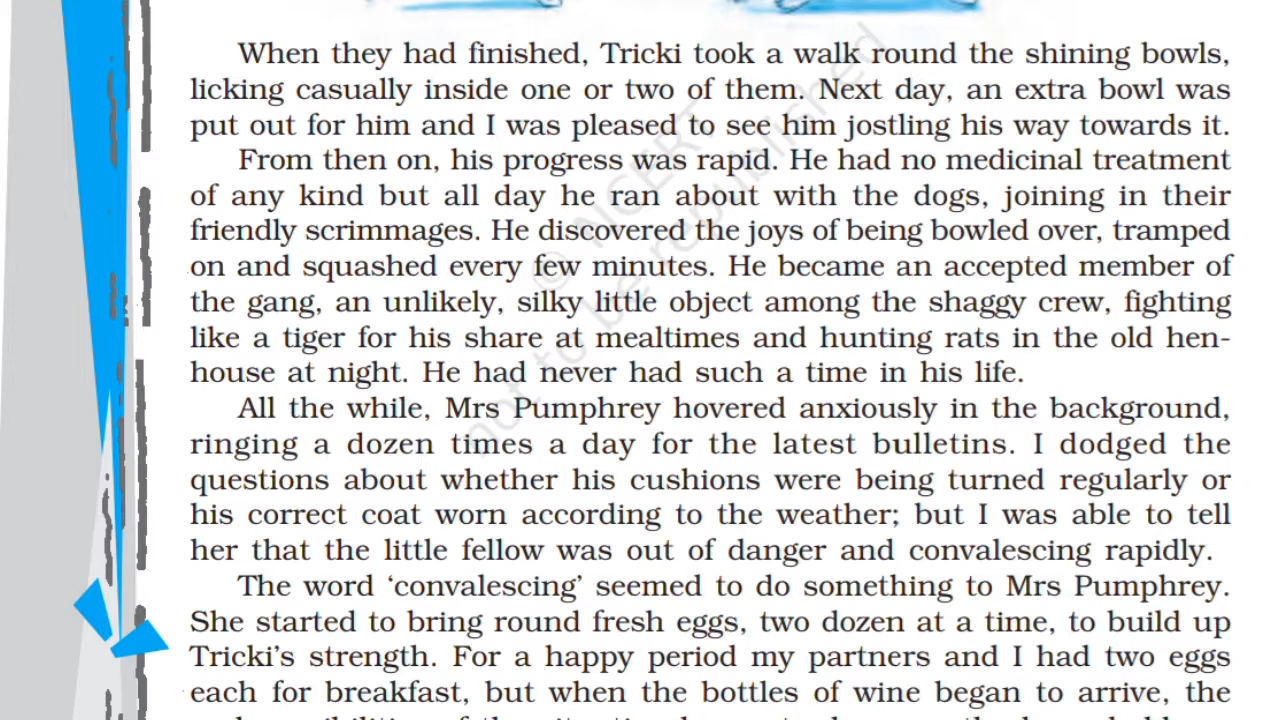 When they had finished, Tricki took a walk round the shining bowls,
licking casually inside one or two of them. Next day, an extra bowl was
put out for him and I was pleased to see him jostling his way towards it.
From then on, his progress was rapid. He had no medicinal treatment
of any kind but all day he ran about with the dogs, joining in their
friendly scrimmages. He discovered the joys of being bowled over, tramped
on and squashed every few minutes. He became an accepted member of
the gang, an unlikely, silky little object among the shaggy crew, fighting
like a tiger for his share at mealtimes and hunting rats in the old hen-
house at night. He had never had such a time in his life.
All the while, Mrs Pumphrey hovered anxiously in the background,
ringing a dozen times a day for the latest bulletins. I dodged the
questions about whether his cushions were being turned regularly or
his correct coat worn according to the weather; but I was able to tell
her that the little fellow was out of danger and convalescing rapidly.
The word ‘convalescing’ seemed to do something to Mrs Pumphrey.
She started to bring round fresh eggs, two dozen at a time, to build up
Tricki’s strength. For a happy period my partners and I had two eggs
each for breakfast, but when the bottles of wine began to arrive, the
© NCERT
not to be republished